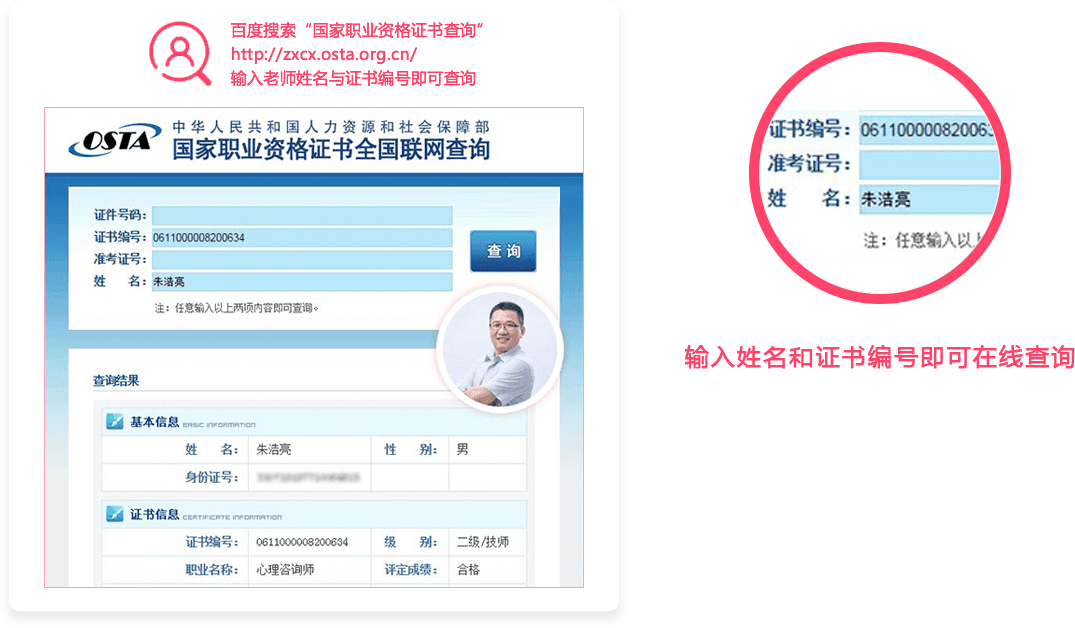 百度搜索“国家职业资格证书查询”
http://zxcx.osta.org.cn/
输入老师姓名与证书编号即可查询
OSTA
中华人民共和国人力资源和社会保障部
国家职业资格证书全国联网查询
证件号码：
证书编号： 0611000008200634
准考证号：
姓 名： 朱浩亮
查询
注：任意输入以上两项内容即可查询。
查询结果
基本信息 BASIC INFORMATION
姓 名： 朱浩亮 性 别： 男
身份证号：
证书信息 CERTIFICATE INFORMATION
证书编号： 0611000008200634 级 别： 二级/技师
职业名称： 心理咨询师 评定成绩： 合格
证书编号： 061100000820063
准考证号：
姓 名： 朱浩亮
注：任意输入以上
输入姓名和证书编号即可在线查询